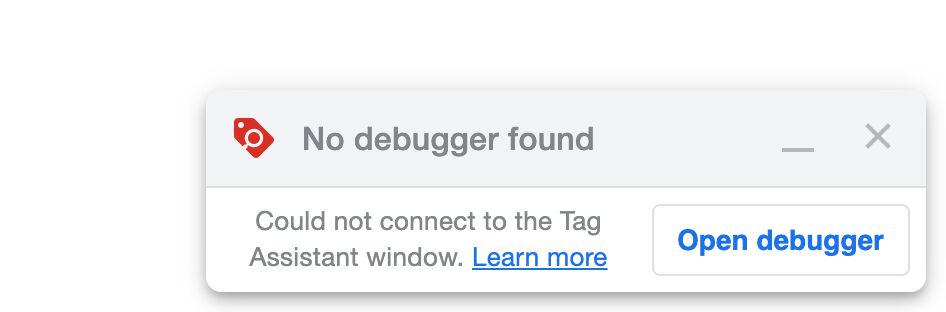 No debugger found
Could not connect to the Tag
Assistant window. Learn more
Open debugger